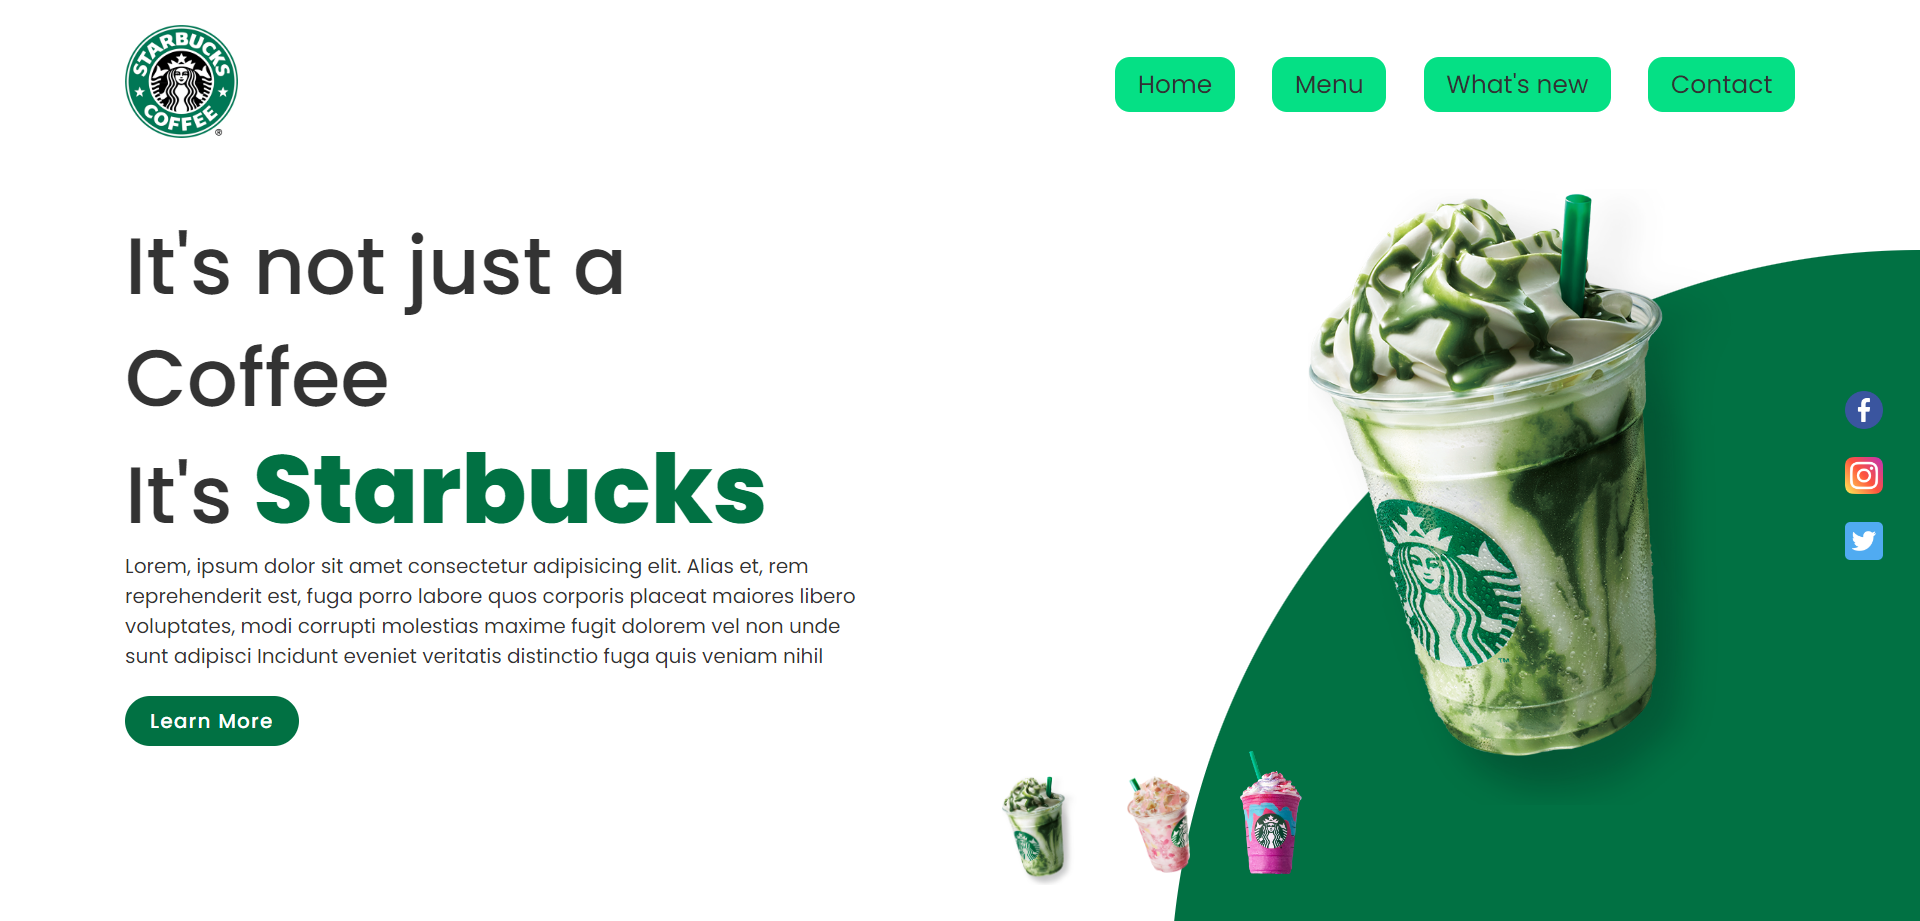 STARBUCKS
COFFEE
®
Home
Menu
What's new
Contact
It's not just a
Coffee
It's Starbucks
Lorem, ipsum dolor sit amet consectetur adipisicing elit. Alias et, rem
reprehenderit est, fuga porro labore quos corporis placeat maiores libero
voluptates, modi corrupti molestias maxime fugit dolorem vel non unde
sunt adipisci Incidunt eveniet veritatis distinctio fuga quis veniam nihil
Learn More
TM